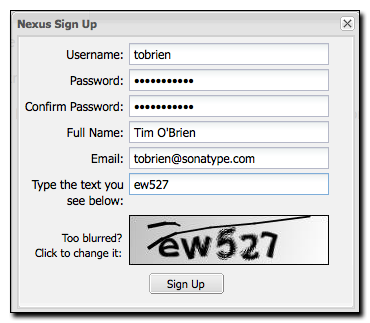 Nexus Sign Up
Username: tobrien
Password: •••••••••••
Confirm Password: •••••••••••
Full Name: Tim O'Brien
Email: tobrien@sonatype.com
Type the text you see below: ew527
Too blurred?
Click to change it:
ew527
Sign Up